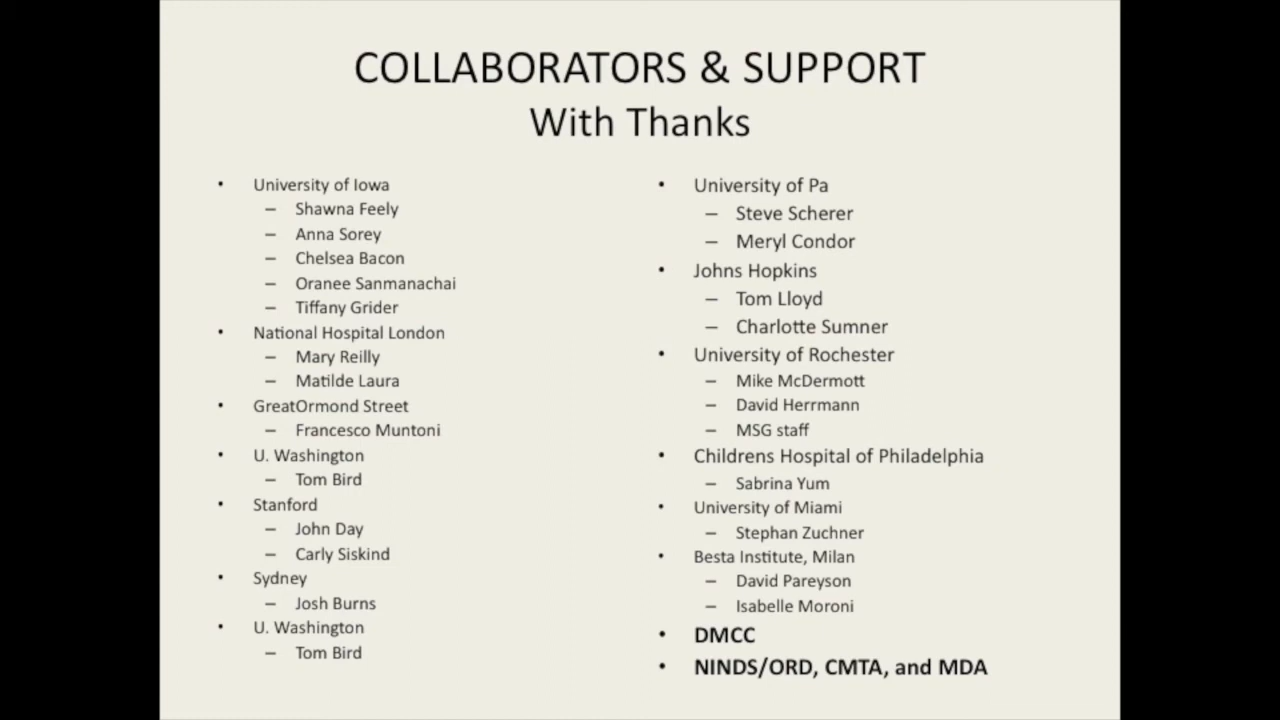 COLLABORATORS & SUPPORT
With Thanks
• University of Iowa
– Shawna Feely
– Anna Sorey
– Chelsea Bacon
– Oranee Sanmanachai
– Tiffany Grider
• National Hospital London
– Mary Reilly
– Matilde Laura
• GreatOrmond Street
– Francesco Muntoni
• U. Washington
– Tom Bird
• Stanford
– John Day
– Carly Siskind
• Sydney
– Josh Burns
• U. Washington
– Tom Bird
• University of Pa
– Steve Scherer
– Meryl Condor
• Johns Hopkins
– Tom Lloyd
– Charlotte Sumner
• University of Rochester
– Mike McDermott
– David Herrmann
– MSG staff
• Childrens Hospital of Philadelphia
– Sabrina Yum
• University of Miami
– Stephan Zuchner
• Besta Institute, Milan
– David Pareyson
– Isabelle Moroni
• DMCC
• NINDS/ORD, CMTA, and MDA